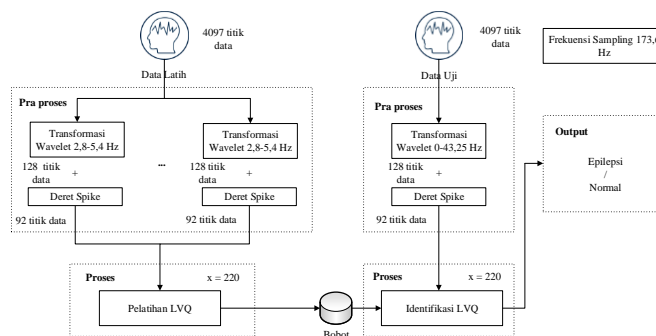 4097 titik
data
Data Latih
4097 titik
data
Data Uji
Frekuensi Sampling 173,6
Hz
Pra proses
Transformasi
Wavelet 2,8-5,4 Hz
128 titik
data
+
Deret Spike
92 titik data
...
Transformasi
Wavelet 2,8-5,4 Hz
128 titik
data
+
Deret Spike
92 titik data
Pra proses
Transformasi
Wavelet 0-43,25 Hz
128 titik
data
+
Deret Spike
92 titik data
Output
Epilepsi
/
Normal
Proses
x = 220
Pelatihan LVQ
Bobot
Proses
x = 220
Identifikasi LVQ